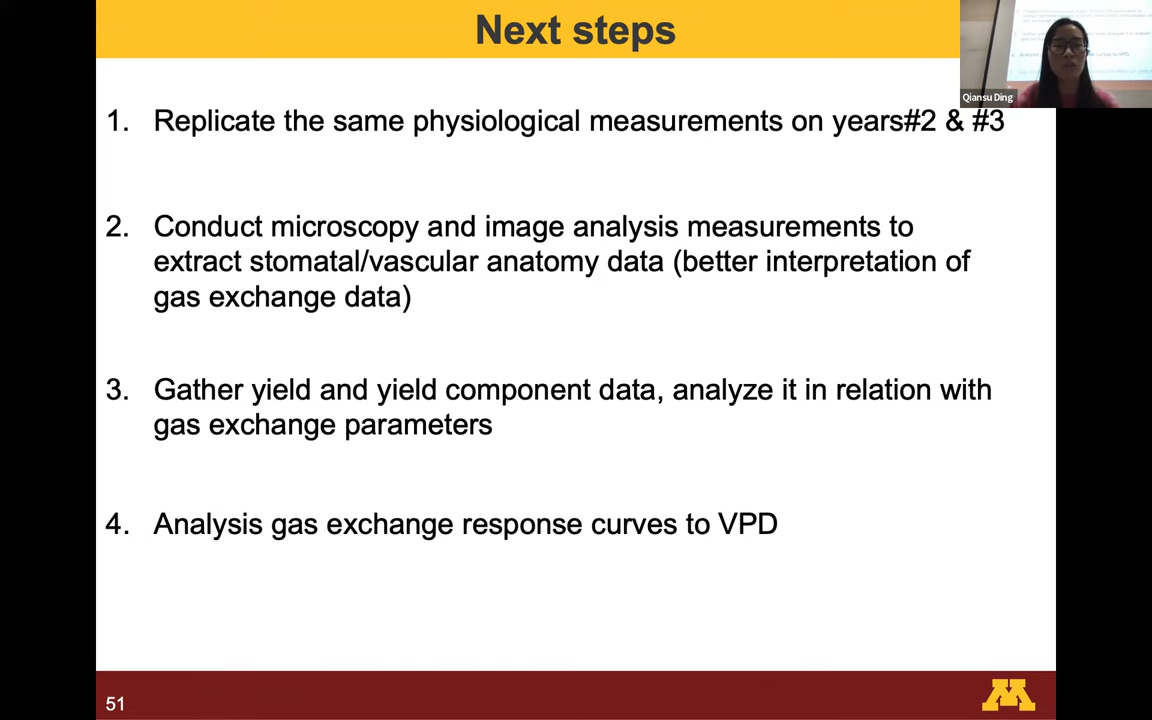 Next steps
Qiansu Ding
1. Replicate the same physiological measurements on years#2 & #3
2. Conduct microscopy and image analysis measurements to
extract stomatal/vascular anatomy data (better interpretation of
gas exchange data)
3. Gather yield and yield component data, analyze it in relation with
gas exchange parameters
4. Analysis gas exchange response curves to VPD
51
M